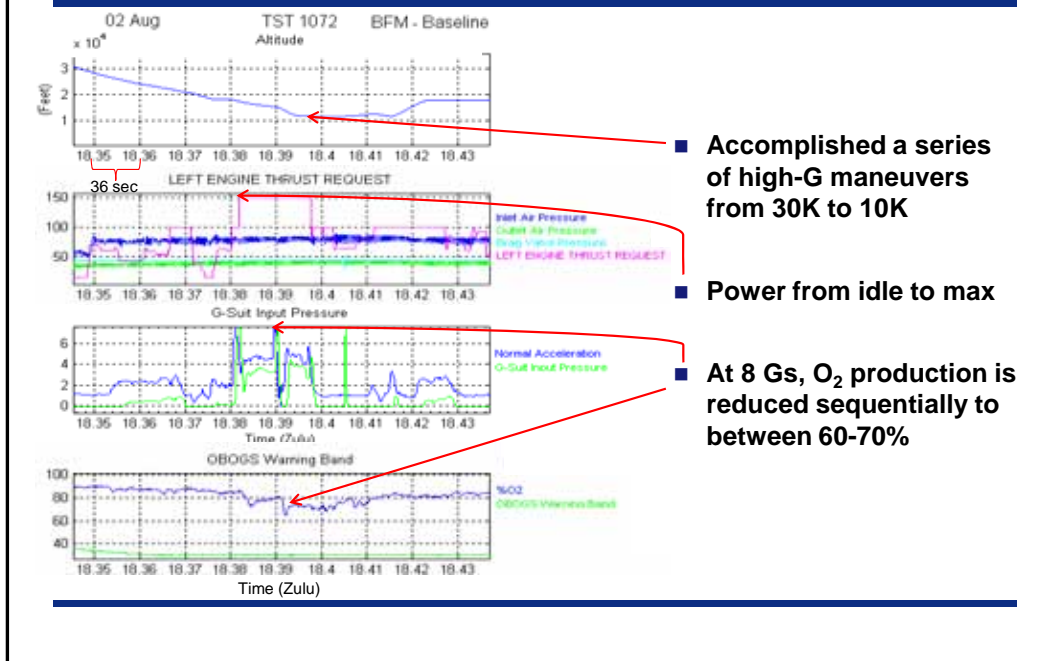 02 Aug TST 1072 BFM - Baseline
x 10⁴ Altitude
(Feet)
3
2
1
18.35 18.36 18.37 18.38 18.39 18.4 18.41 18.42 18.43
36 sec
LEFT ENGINE THRUST REQUEST
150
100
50
Inlet Air Pressure
Outlet Air Pressure
LEFT ENGINE THRUST REQUEST
18.35 18.36 18.37 18.38 18.39 18.4 18.41 18.42 18.43
G-Suit Input Pressure
6
4
2
0
Normal Acceleration
G-Suit Input Pressure
18.35 18.36 18.37 18.38 18.39 18.4 18.41 18.42 18.43
Time (Zulu)
OBOGS Warning Band
100
80
60
40
%O2
OBOGS Warning Band
18.35 18.36 18.37 18.38 18.39 18.4 18.41 18.42 18.43
Time (Zulu)
■ Accomplished a series
of high-G maneuvers
from 30K to 10K
■ Power from idle to max
■ At 8 Gs, O₂ production is
reduced sequentially to
between 60-70%